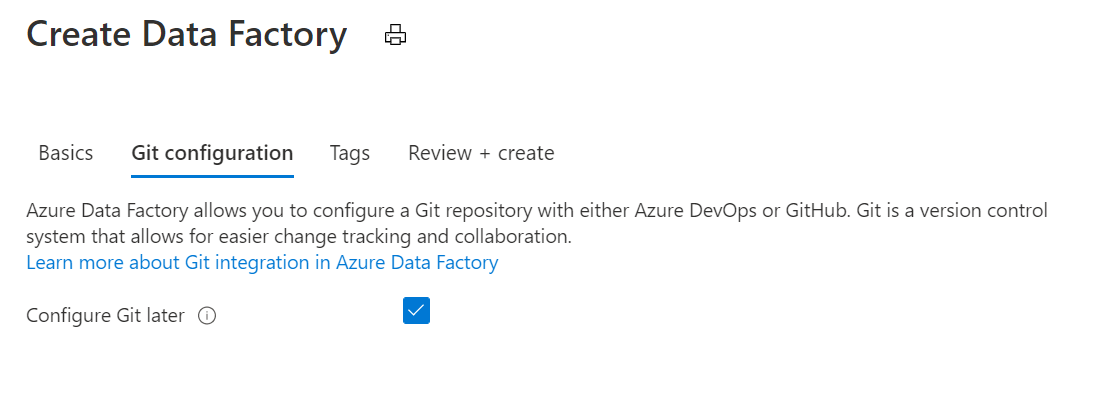 Create Data Factory
Basics
Git configuration
Tags
Review + create
Azure Data Factory allows you to configure a Git repository with either Azure DevOps or GitHub. Git is a version control
system that allows for easier change tracking and collaboration.
Learn more about Git integration in Azure Data Factory
Configure Git later